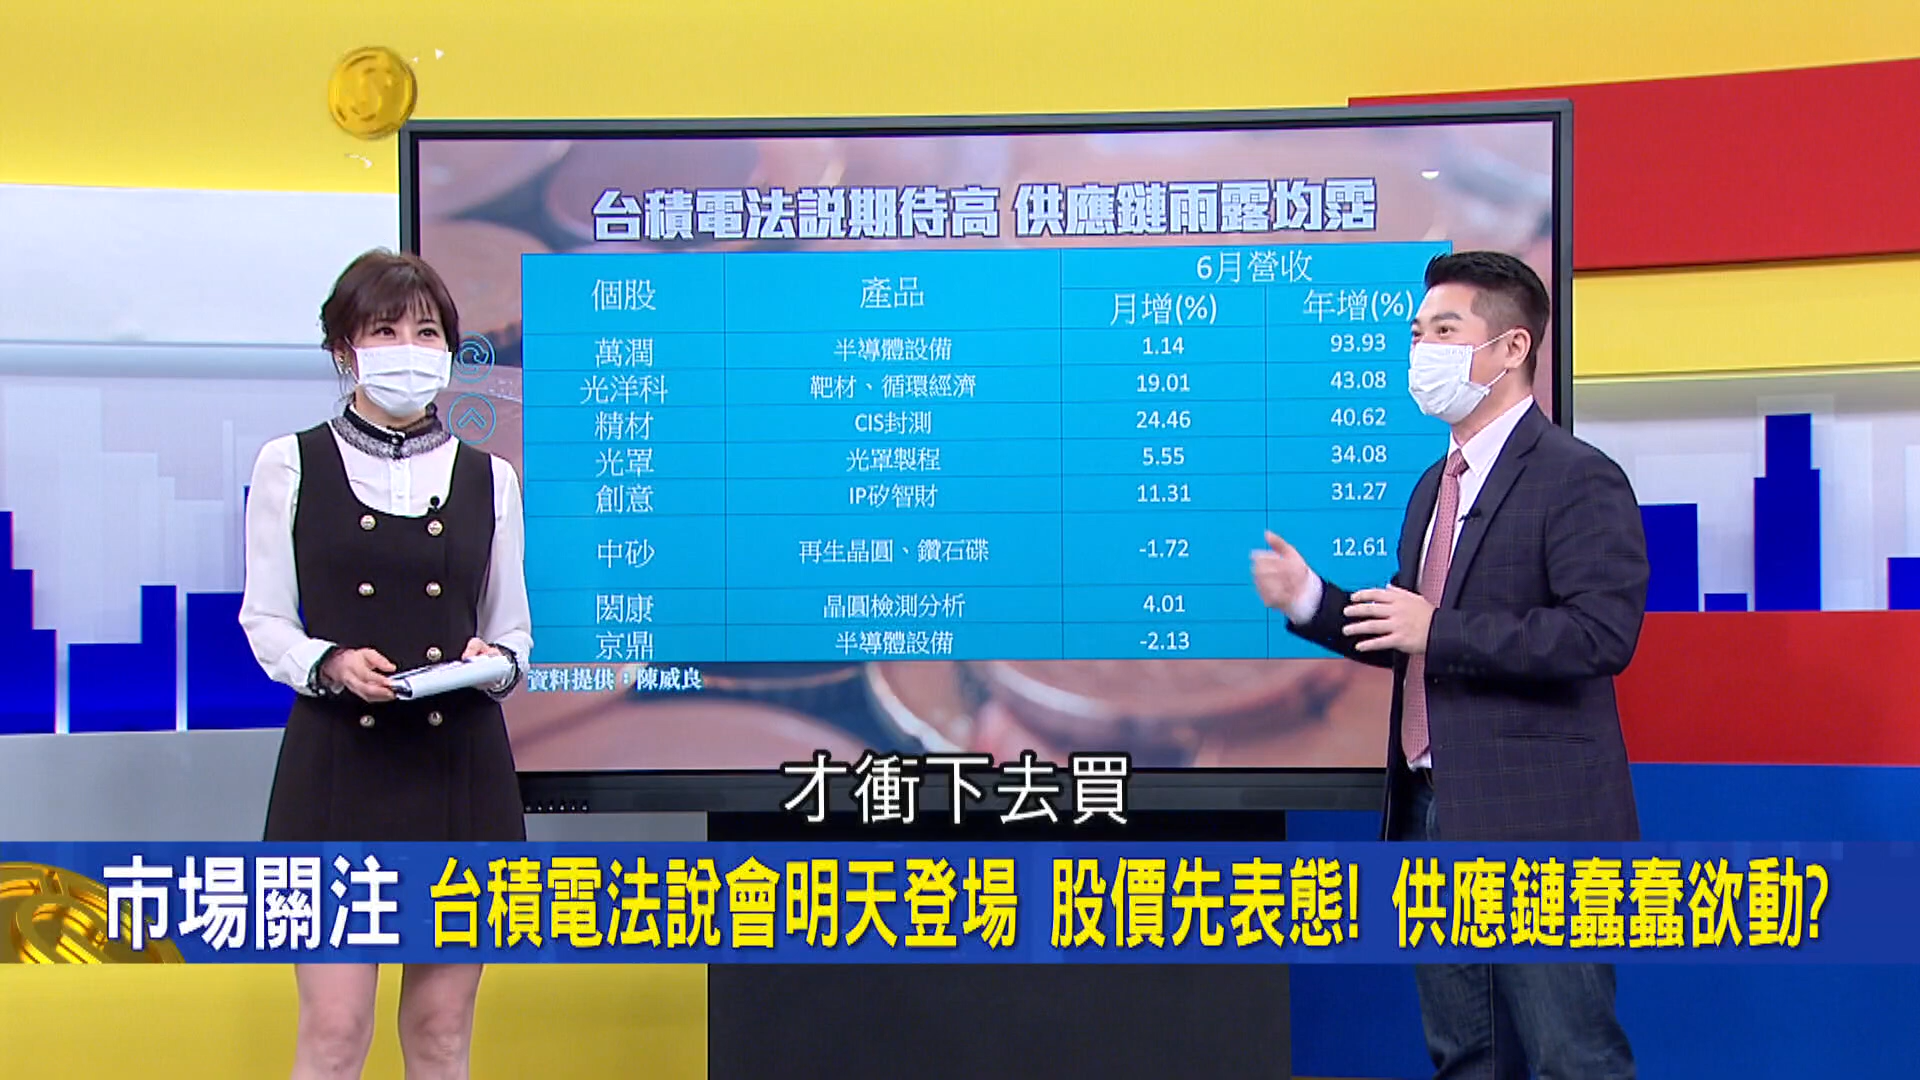 台積電法說期待高 供應鏈雨露均霑
個股 產品 6月營收
月增(%) 年增(%)
萬潤 半導體設備 1.14 93.93
光洋科 靶材、循環經濟 19.01 43.08
精材 CIS封測 24.46 40.62
光罩 光罩製程 5.55 34.08
創意 IP矽智財 11.31 31.27
中砂 再生晶圓、鑽石碟 -1.72 12.61
閎康 晶圓檢測分析 4.01
京鼎 半導體設備 -2.13
資料提供：陳威良
才衝下去買
市場關注 台積電法說會明天登場 股價先表態! 供應鏈蠢蠢欲動?